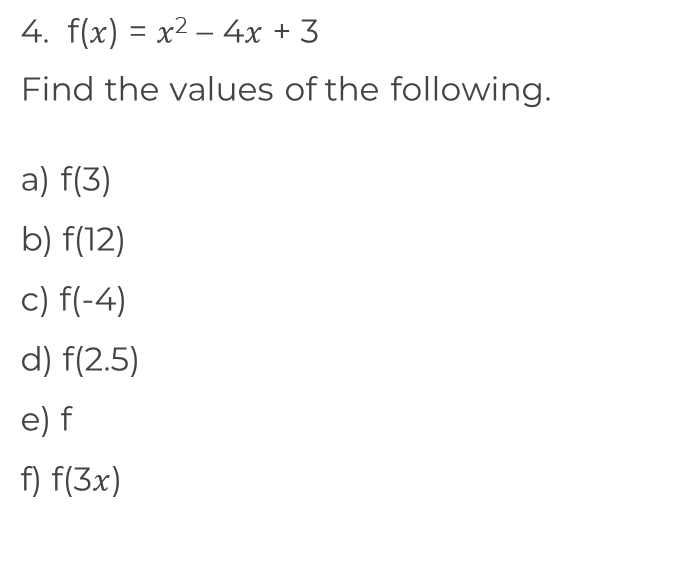 4. f(x) = x² – 4x + 3
Find the values of the following.
a) f(3)
b) f(12)
c) f(-4)
d) f(2.5)
e) f
f) f(3x)